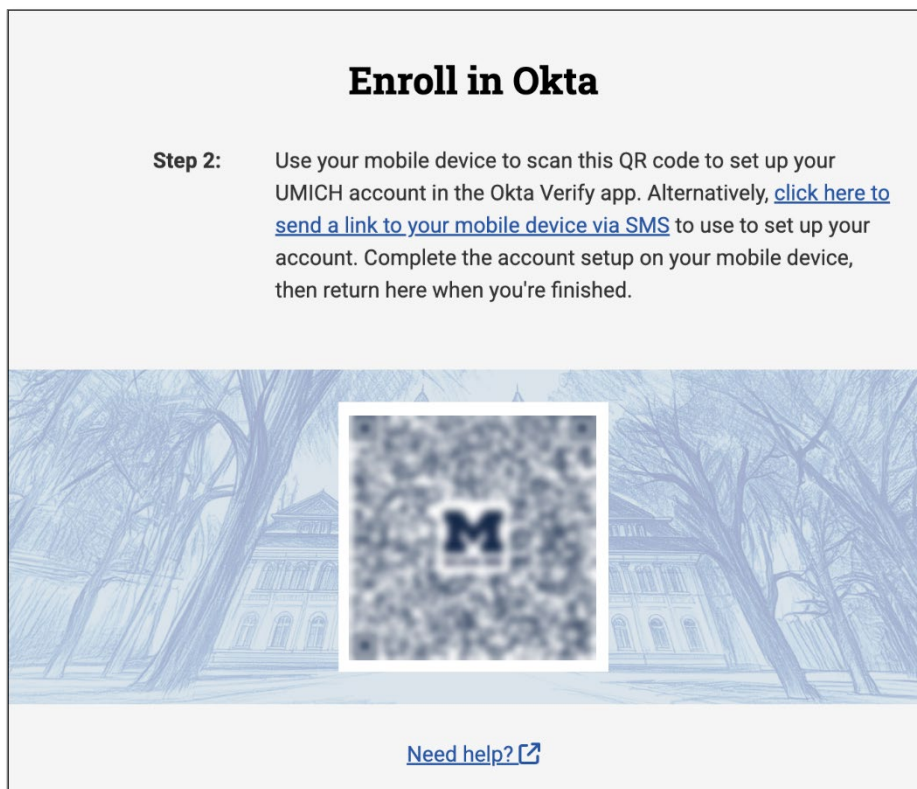 Enroll in Okta
Step 2: Use your mobile device to scan this QR code to set up your
UMICH account in the Okta Verify app. Alternatively, click here to
send a link to your mobile device via SMS to use to set up your
account. Complete the account setup on your mobile device,
then return here when you're finished.
M
Need help?